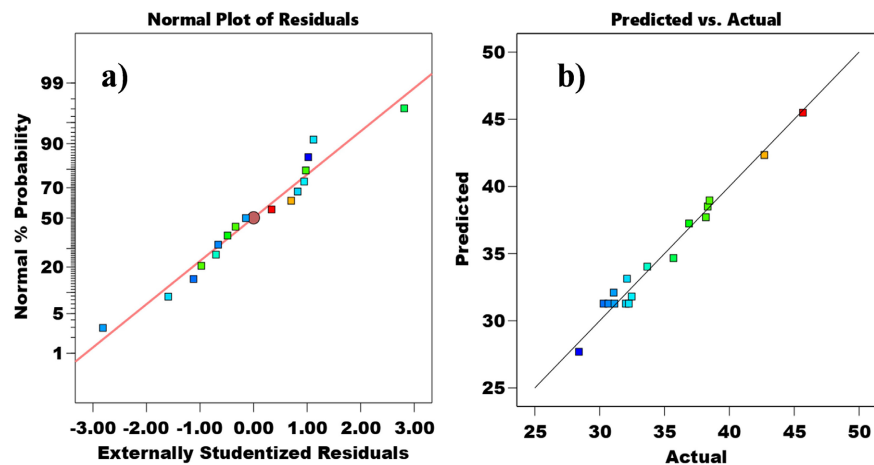 Normal Plot of Residuals
a)
Normal % Probability
99
90
70
50
20
5
1
-3.00 -2.00 -1.00 0.00 1.00 2.00 3.00
Externally Studentized Residuals
Predicted vs. Actual
b)
Predicted
50
45
40
35
30
25
25 30 35 40 45 50
Actual